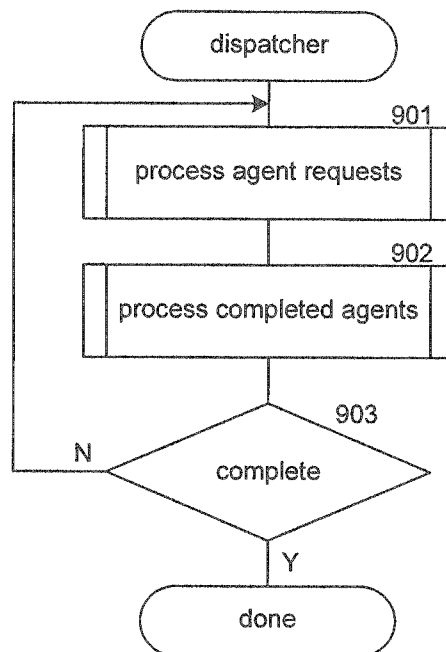 dispatcher
901
process agent requests
902
process completed agents
903
N
complete
Y
done